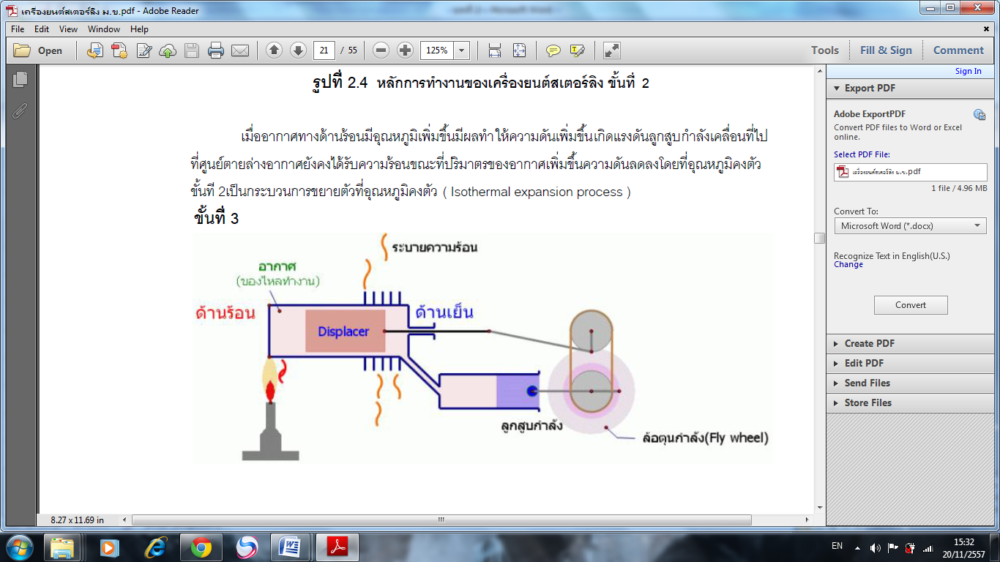 เครื่องยนต์สเตอร์ลิง ม.ข.pdf - Adobe Reader
File Edit View Window Help
Open 21 / 55 125% Tools Fill & Sign Comment
Sign In
รูปที่ 2.4 หลักการทำงานของเครื่องยนต์สเตอร์ลิง ขั้นที่ 2
เมื่ออากาศทางด้านร้อนมีอุณหภูมิเพิ่มขึ้นมีผลทำให้ความดันเพิ่มขึ้นเกิดแรงดันลูกสูบกำลังเคลื่อนที่ไป
ที่ศูนย์ตายล่างอากาศยังคงได้รับความร้อนขณะที่ปริมาตรของอากาศเพิ่มขึ้นความดันลดลงโดยที่อุณหภูมิคงตัว
ขั้นที่ 2เป็นกระบวนการขยายตัวที่อุณหภูมิคงตัว ( Isothermal expansion process )
ขั้นที่ 3
ระบายความร้อน
อากาศ
(ของไหลทำงาน)
ด้านร้อน
ด้านเย็น
Displacer
ลูกสูบกำลัง
ล้อตุนกำลัง(Fly wheel)
8.27 x 11.69 in
Export PDF
Adobe ExportPDF
Convert PDF files to Word or Excel
online.
Select PDF File:
เครื่องยนต์สเตอร์ลิง ม.ข.pdf
1 file / 4.96 MB
Convert To:
Microsoft Word (*.docx)
Recognize Text in English(U.S.)
Change
Convert
Create PDF
Edit PDF
Send Files
Store Files
EN
15:32
20/11/2557